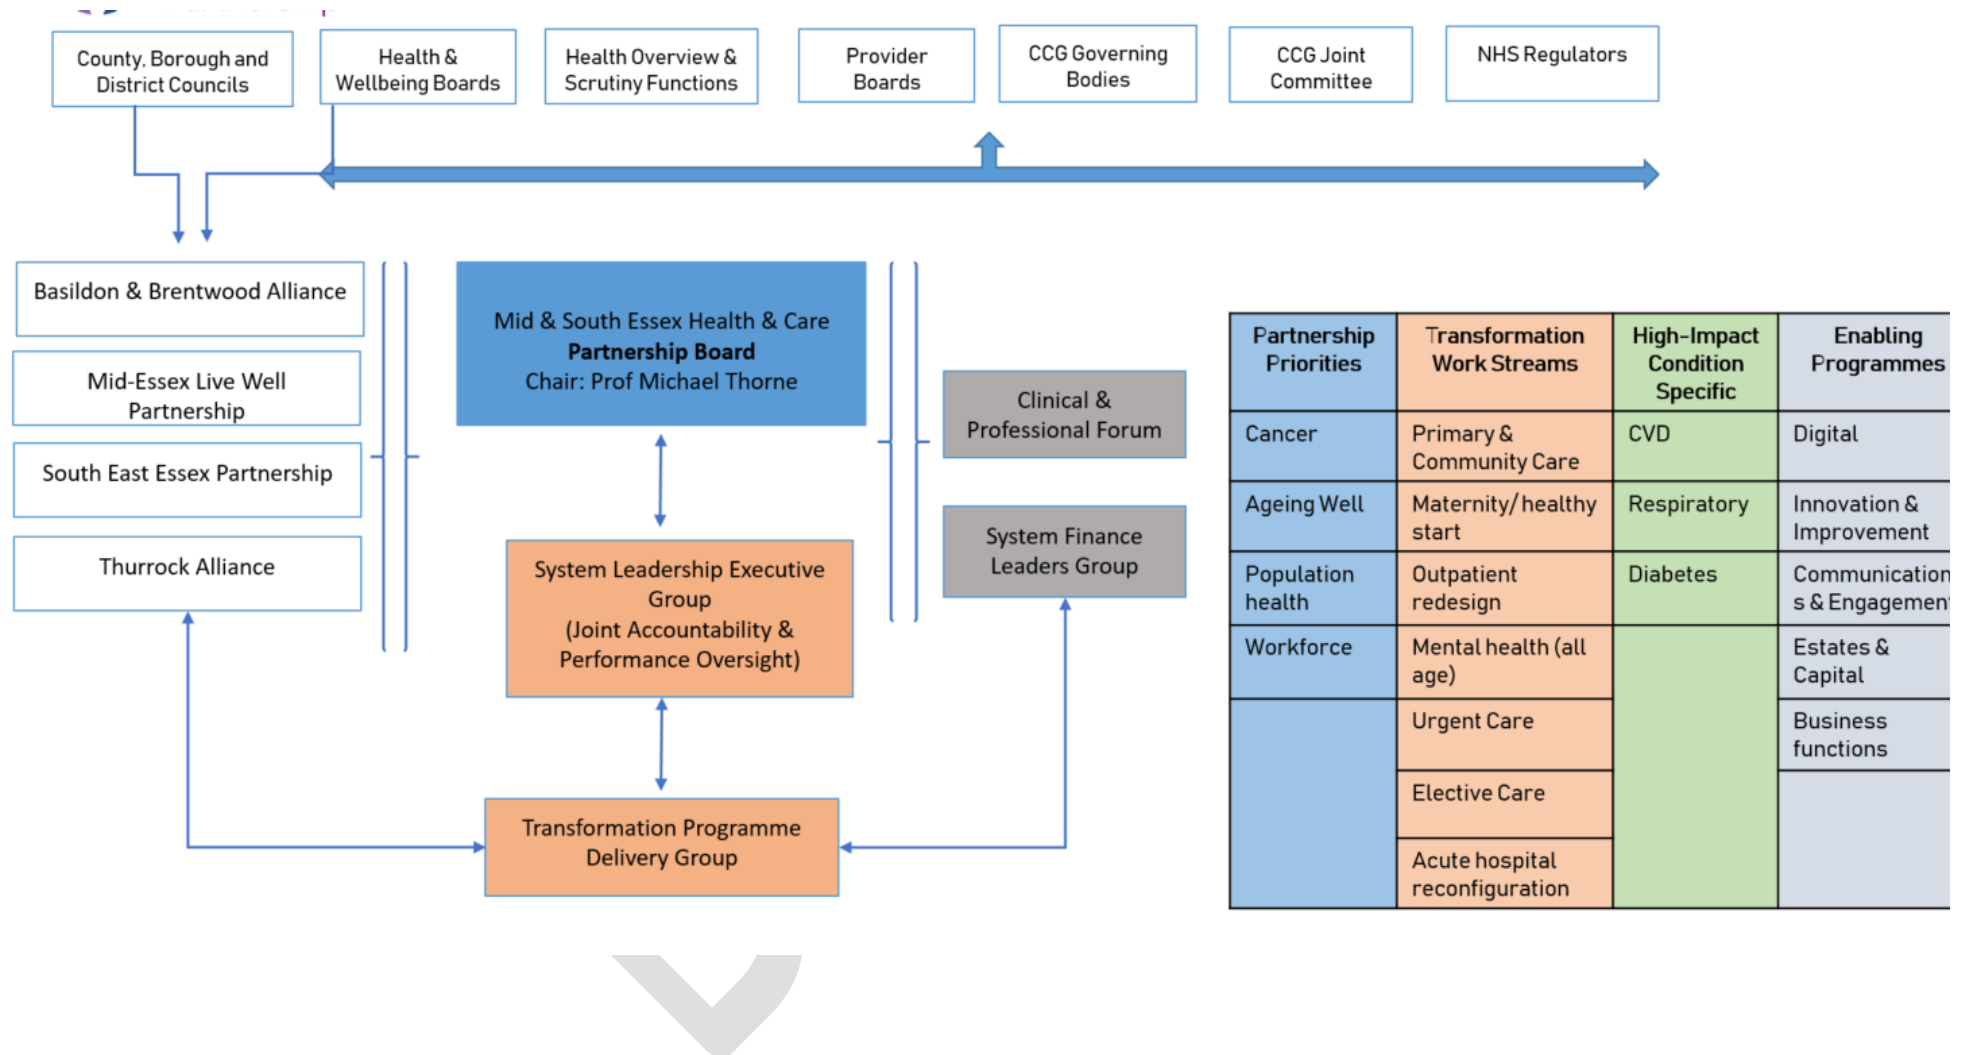 County, Borough and
District Councils
Health &
Wellbeing Boards
Health Overview &
Scrutiny Functions
Provider
Boards
CCG Governing
Bodies
CCG Joint
Committee
NHS Regulators
Basildon & Brentwood Alliance
Mid-Essex Live Well
Partnership
South East Essex Partnership
Thurrock Alliance
Mid & South Essex Health & Care
Partnership Board
Chair: Prof Michael Thorne
System Leadership Executive
Group
(Joint Accountability &
Performance Oversight)
Transformation Programme
Delivery Group
Clinical &
Professional Forum
System Finance
Leaders Group
Partnership
Priorities
Transformation
Work Streams
High-Impact
Condition
Specific
Enabling
Programmes
Cancer
Primary &
Community Care
CVD
Digital
Ageing Well
Maternity/ healthy
start
Respiratory
Innovation &
Improvement
Population
health
Outpatient
redesign
Diabetes
Communication
s & Engagement
Workforce
Mental health (all
age)
Estates &
Capital
Urgent Care
Business
functions
Elective Care
Acute hospital
reconfiguration